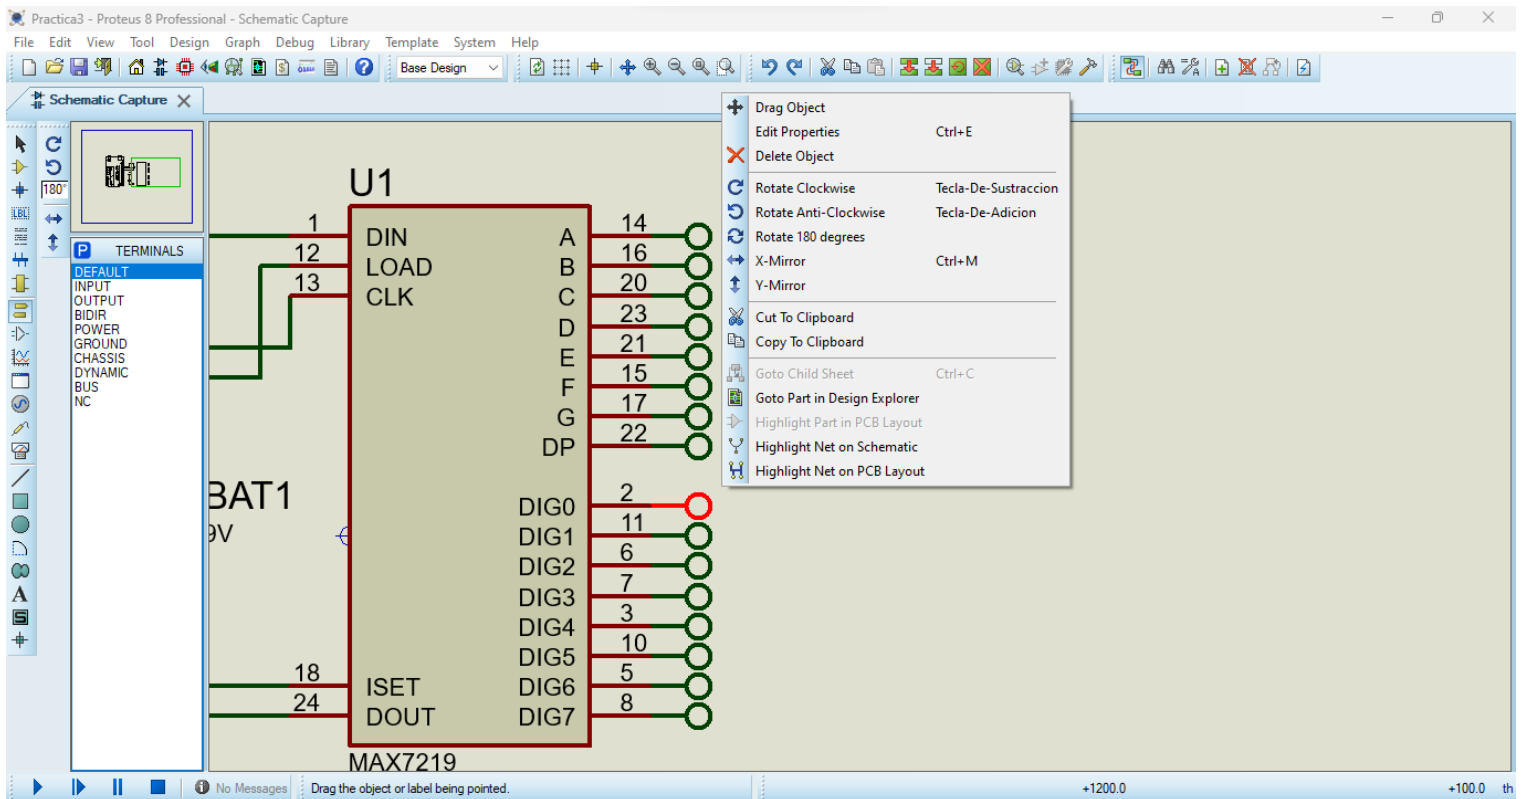 Practica3 - Proteus 8 Professional - Schematic Capture
File Edit View Tool Design Graph Debug Library Template System Help
Base Design
Schematic Capture
Drag Object
Edit Properties Ctrl+E
Delete Object
Rotate Clockwise Tecla-De-Sustraccion
Rotate Anti-Clockwise Tecla-De-Adicion
Rotate 180 degrees
X-Mirror Ctrl+M
Y-Mirror
Cut To Clipboard
Copy To Clipboard
Goto Child Sheet Ctrl+C
Goto Part in Design Explorer
Highlight Part in PCB Layout
Highlight Net on Schematic
Highlight Net on PCB Layout
180°
LBL
P TERMINALS
DEFAULT
INPUT
OUTPUT
BIDIR
POWER
GROUND
CHASSIS
DYNAMIC
BUS
NC
A
S
U1
1 DIN A 14
12 LOAD B 16
13 CLK C 20
D 23
E 21
F 15
G 17
DP 22
BAT1
9V
DIG0 2
DIG1 11
DIG2 6
DIG3 7
DIG4 3
DIG5 10
18 ISET DIG6 5
24 DOUT DIG7 8
MAX7219
No Messages Drag the object or label being pointed. +1200.0 +100.0 th